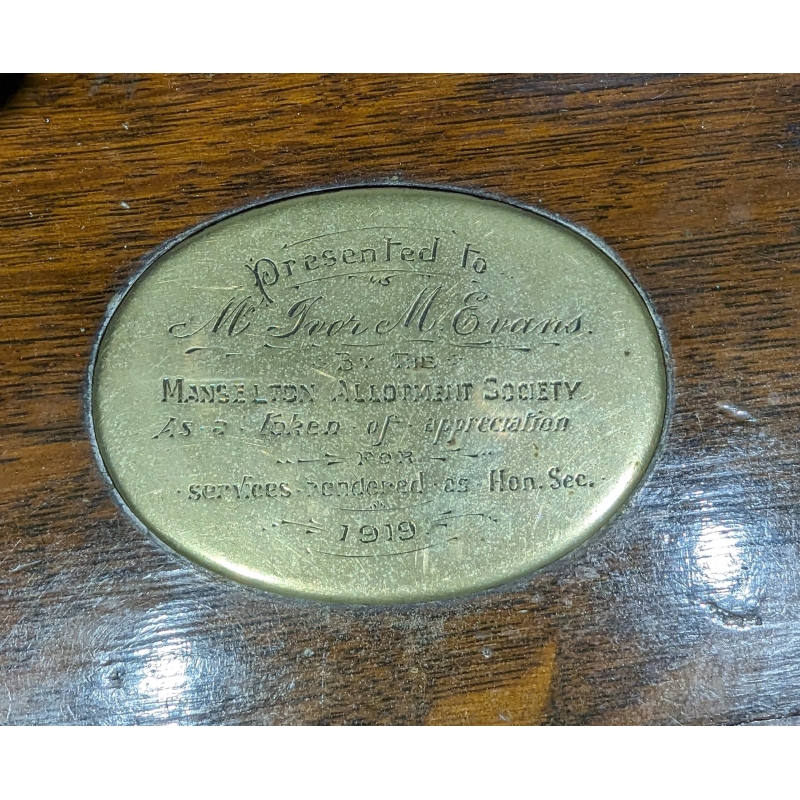 Presented to
Mr Ivor M. Evans.
BY THE
MANSELTON ALLOTMENT SOCIETY
As a token of appreciation
FOR
services rendered as Hon. Sec.
1919